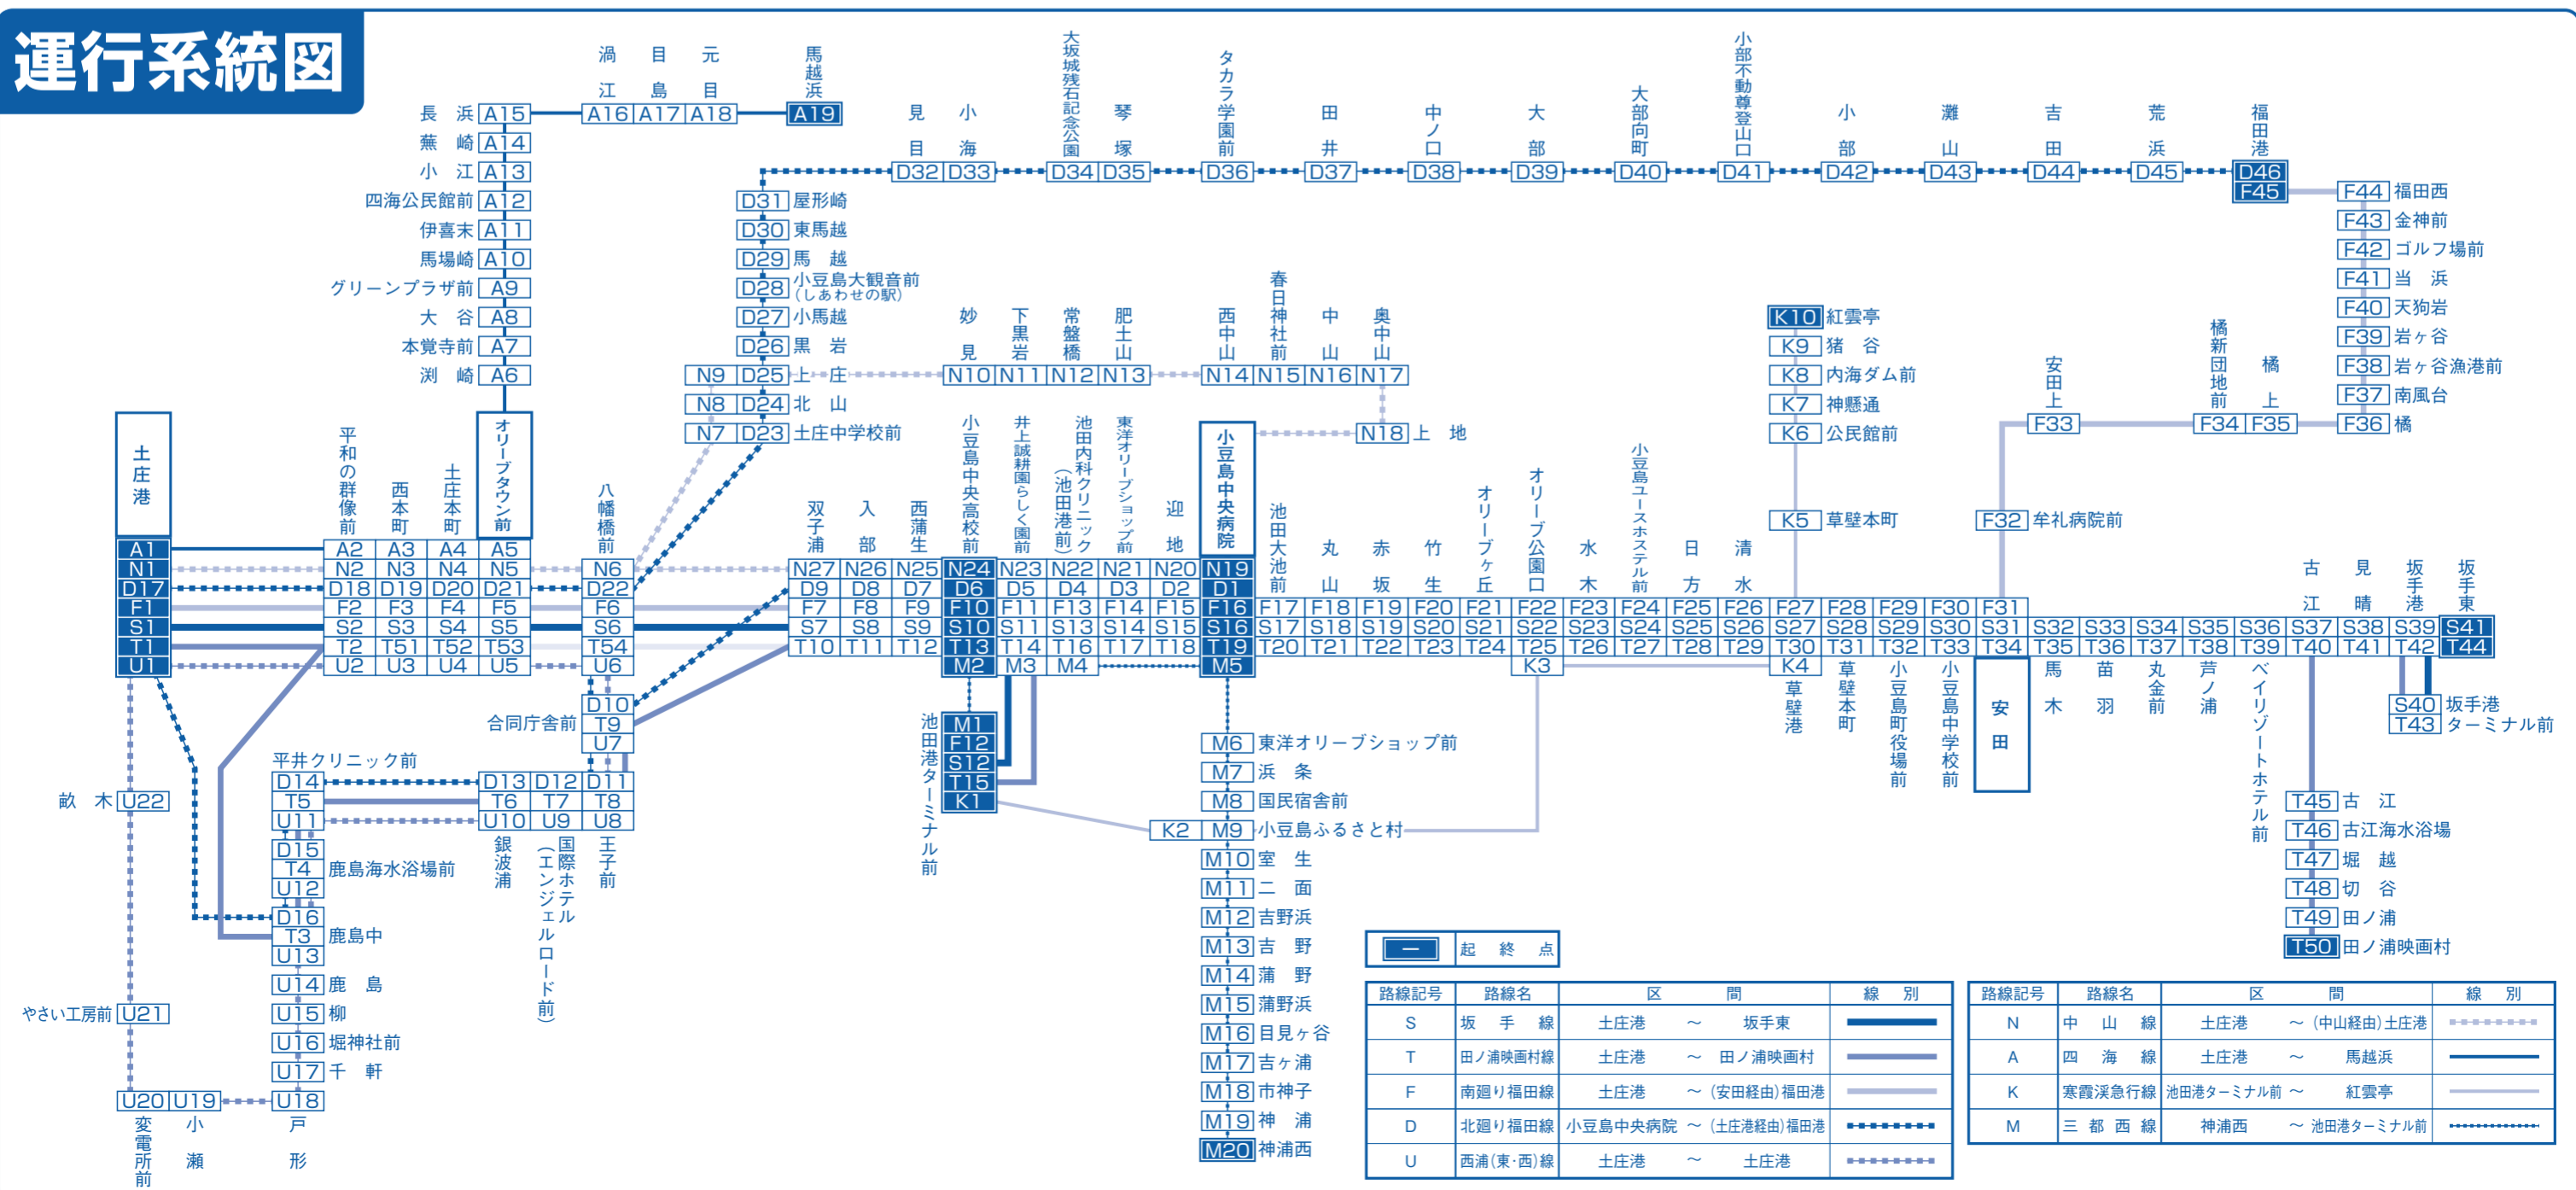 運行系統図
渦江
目島
元目
馬越浜
長浜 A15
A16 A17 A18
A19
蕪崎 A14
小江 A13
四海公民館前 A12
伊喜末 A11
馬場崎 A10
グリーンプラザ前 A9
大谷 A8
本覚寺前 A7
渕崎 A6
見目
小海
大坂城残石記念公園
琴塚
タカラ学園前
田井
中ノ口
大部
大部向町
小部不動尊登山口
小部
灘山
吉田
荒浜
福田港
D32 D33 D34 D35 D36 D37 D38 D39 D40 D41 D42 D43 D44 D45 D46
F45
D31 屋形崎
D30 東馬越
D29 馬越
D28 小豆島大観音前
(しあわせの駅)
D27 小馬越
D26 黒岩
N9 D25 上庄
N8 D24 北山
N7 D23 土庄中学校前
F44 福田西
F43 金神前
F42 ゴルフ場前
F41 当浜
F40 天狗岩
F39 岩ヶ谷
F38 岩ヶ谷漁港前
F37 南風台
F36 橘
妙見
下黒岩
常盤橋
肥土山
西中山
春日神社前
中山
奥中山
N10 N11 N12 N13 N14 N15 N16 N17
N18 上地
K10 紅雲亭
K9 猪谷
K8 内海ダム前
K7 神懸通
K6 公民館前
K5 草壁本町
安田上
橘新団地前
橘上
F33 F34 F35
F32 牟礼病院前
土庄港
平和の群像前
西本町
土庄本町
オリーブタウン前
八幡橋前
双子浦
入部
西蒲生
小豆島中央高校前
井上誠耕園らしく園前
池田内科クリニック
(池田港前)
東洋オリーブショップ前
迎地
小豆島中央病院
池田大池前
丸山
赤坂
竹生
オリーブヶ丘
オリーブ公園口
水木
小豆島ユースホステル前
日方
清水
古江
見晴
坂手港
坂手東
A1 A2 A3 A4 A5
N1 N2 N3 N4 N5 N6 N27 N26 N25 N24 N23 N22 N21 N20 N19
D17 D18 D19 D20 D21 D22 D9 D8 D7 D6 D5 D4 D3 D2 D1
F1 F2 F3 F4 F5 F6 F7 F8 F9 F10 F11 F13 F14 F15 F16 F17 F18 F19 F20 F21 F22 F23 F24 F25 F26 F27 F28 F29 F30 F31
S1 S2 S3 S4 S5 S6 S7 S8 S9 S10 S11 S13 S14 S15 S16 S17 S18 S19 S20 S21 S22 S23 S24 S25 S26 S27 S28 S29 S30 S31 S32 S33 S34 S35 S36 S37 S38 S39 S41
T1 T2 T51 T52 T53 T54 T10 T11 T12 T13 T14 T16 T17 T18 T19 T20 T21 T22 T23 T24 T25 T26 T27 T28 T29 T30 T31 T32 T33 T34 T35 T36 T37 T38 T39 T40 T41 T42 T44
U1 U2 U3 U4 U5 U6 M2 M3 M4 M5 K3 K4
草壁港
草壁本町
小豆島町役場前
小豆島中学校前
安田
馬木
苗羽
丸金前
芦ノ浦
ベイリゾートホテル前
S40 坂手港
T43 ターミナル前
合同庁舎前
D10
T9
U7
平井クリニック前
D14 D13 D12 D11
T5 T6 T7 T8
U11 U10 U9 U8
銀波浦
国際ホテル
(エンジェルロード前)
王子前
D15
T4 鹿島海水浴場前
U12
D16
T3 鹿島中
U13
U14 鹿島
U15 柳
U16 堀神社前
U17 千軒
畝木 U22
やさい工房前 U21
U20 U19 U18
変電所前
小瀬
戸形
池田港ターミナル前
M1
F12
S12
T15
K1
M6 東洋オリーブショップ前
M7 浜条
M8 国民宿舎前
K2 M9 小豆島ふるさと村
M10 室生
M11 二面
M12 吉野浜
M13 吉野
M14 蒲野
M15 蒲野浜
M16 目見ヶ谷
M17 吉ヶ浦
M18 市神子
M19 神浦
M20 神浦西
T45 古江
T46 古江海水浴場
T47 堀越
T48 切谷
T49 田ノ浦
T50 田ノ浦映画村
ー 起終点
路線記号 路線名 区間 線別
S 坂手線 土庄港 ～ 坂手東
T 田ノ浦映画村線 土庄港 ～ 田ノ浦映画村
F 南廻り福田線 土庄港 ～ (安田経由)福田港
D 北廻り福田線 小豆島中央病院 ～ (土庄港経由)福田港
U 西浦(東・西)線 土庄港 ～ 土庄港
路線記号 路線名 区間 線別
N 中山線 土庄港 ～ (中山経由)土庄港
A 四海線 土庄港 ～ 馬越浜
K 寒霞渓急行線 池田港ターミナル前 ～ 紅雲亭
M 三都西線 神浦西 ～ 池田港ターミナル前